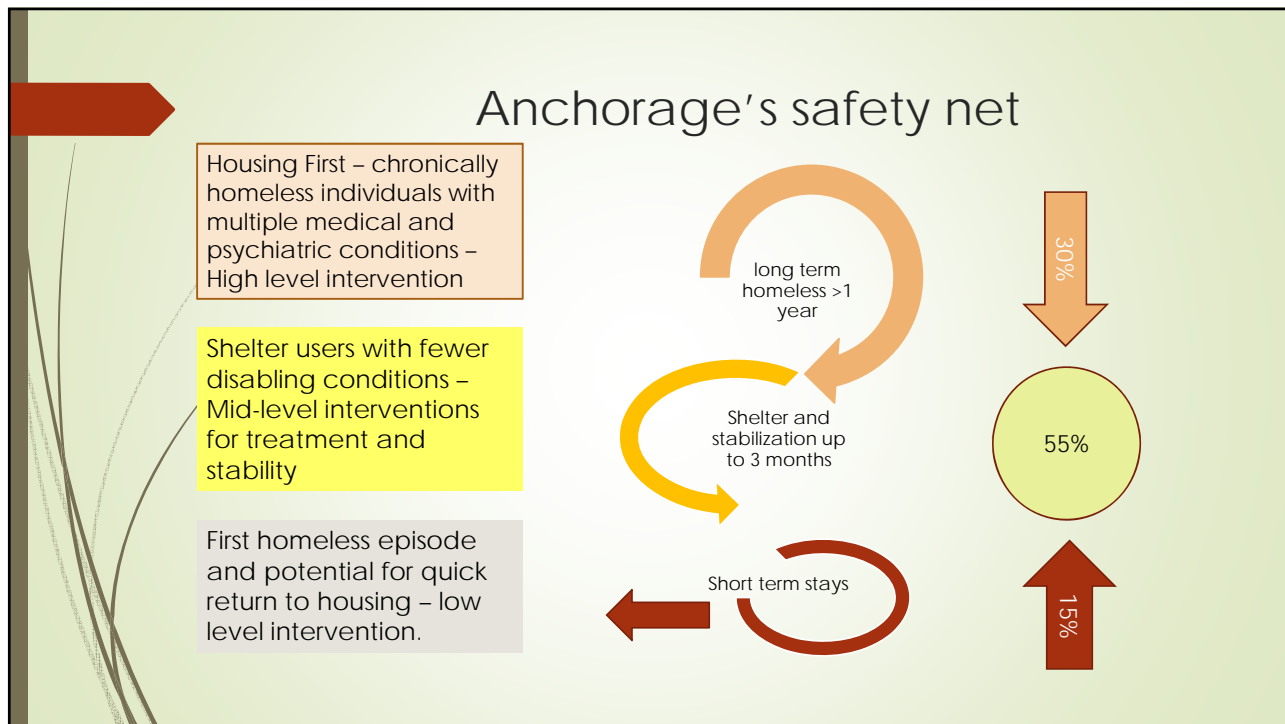 Anchorage's safety net
Housing First – chronically
homeless individuals with
multiple medical and
psychiatric conditions –
High level intervention
long term
homeless >1
year
30%
Shelter users with fewer
disabling conditions –
Mid-level interventions
for treatment and
stability
Shelter and
stabilization up
to 3 months
55%
First homeless episode
and potential for quick
return to housing – low
level intervention.
Short term stays
15%